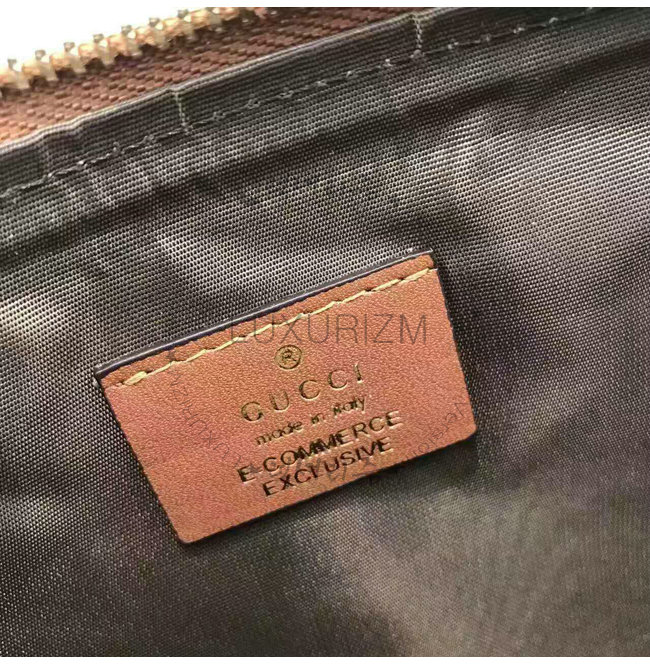 LUXURIZM
®
GUCCI
made in italy
E COMMERCE
EXCLUSIVE